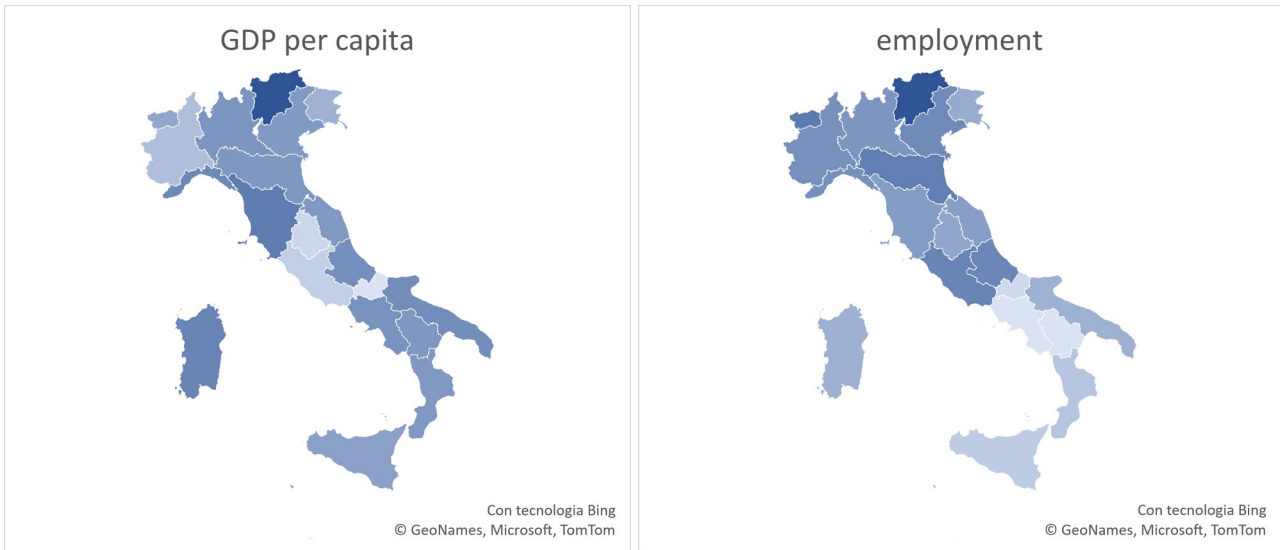 GDP per capita
Con tecnologia Bing
© GeoNames, Microsoft, TomTom
employment
Con tecnologia Bing
© GeoNames, Microsoft, TomTom